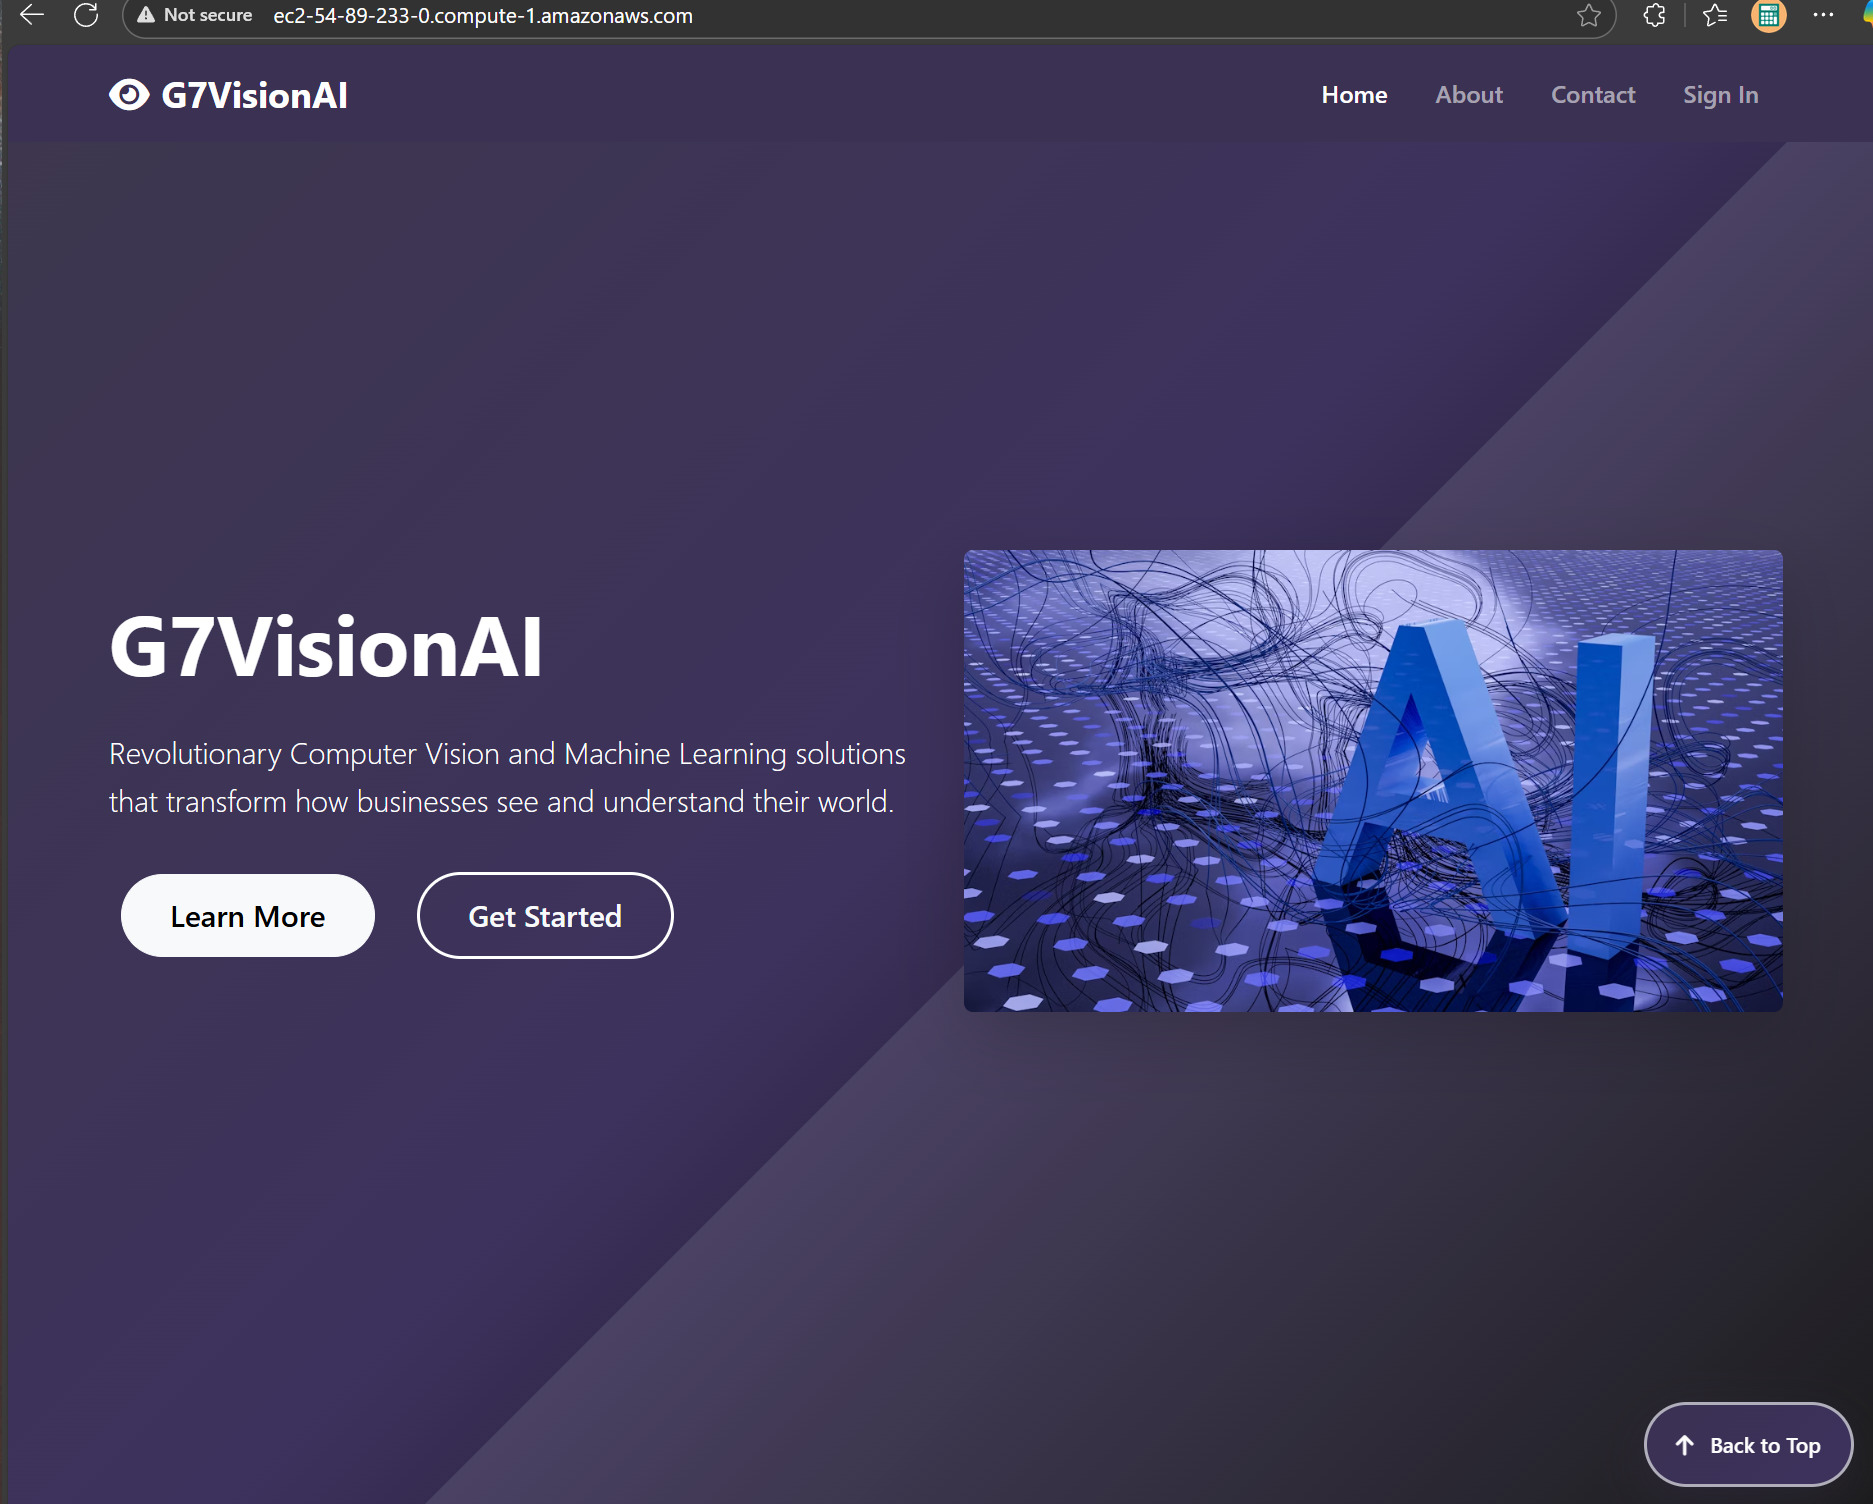 Not secure ec2-54-89-233-0.compute-1.amazonaws.com
G7VisionAI
Home About Contact Sign In
G7VisionAI
Revolutionary Computer Vision and Machine Learning solutions
that transform how businesses see and understand their world.
Learn More Get Started
AI
Back to Top